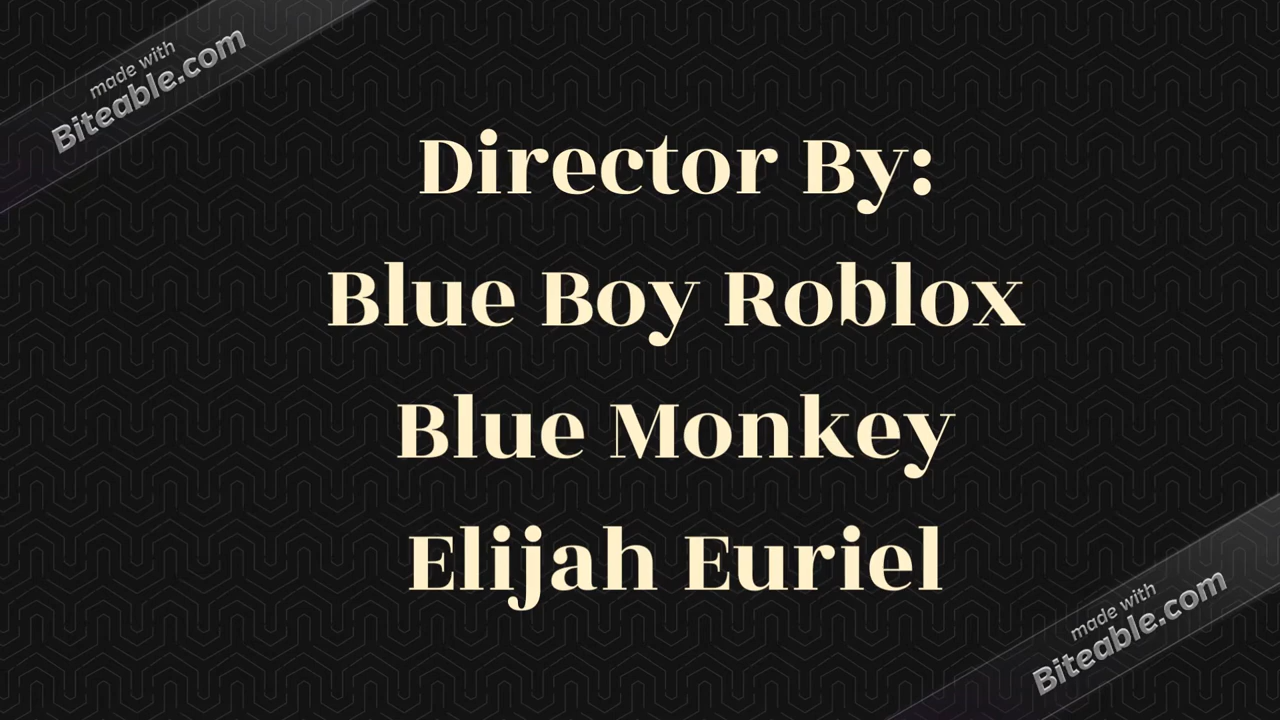 made with
Biteable.com
Director By:
Blue Boy Roblox
Blue Monkey
Elijah Euriel
made with
Biteable.com